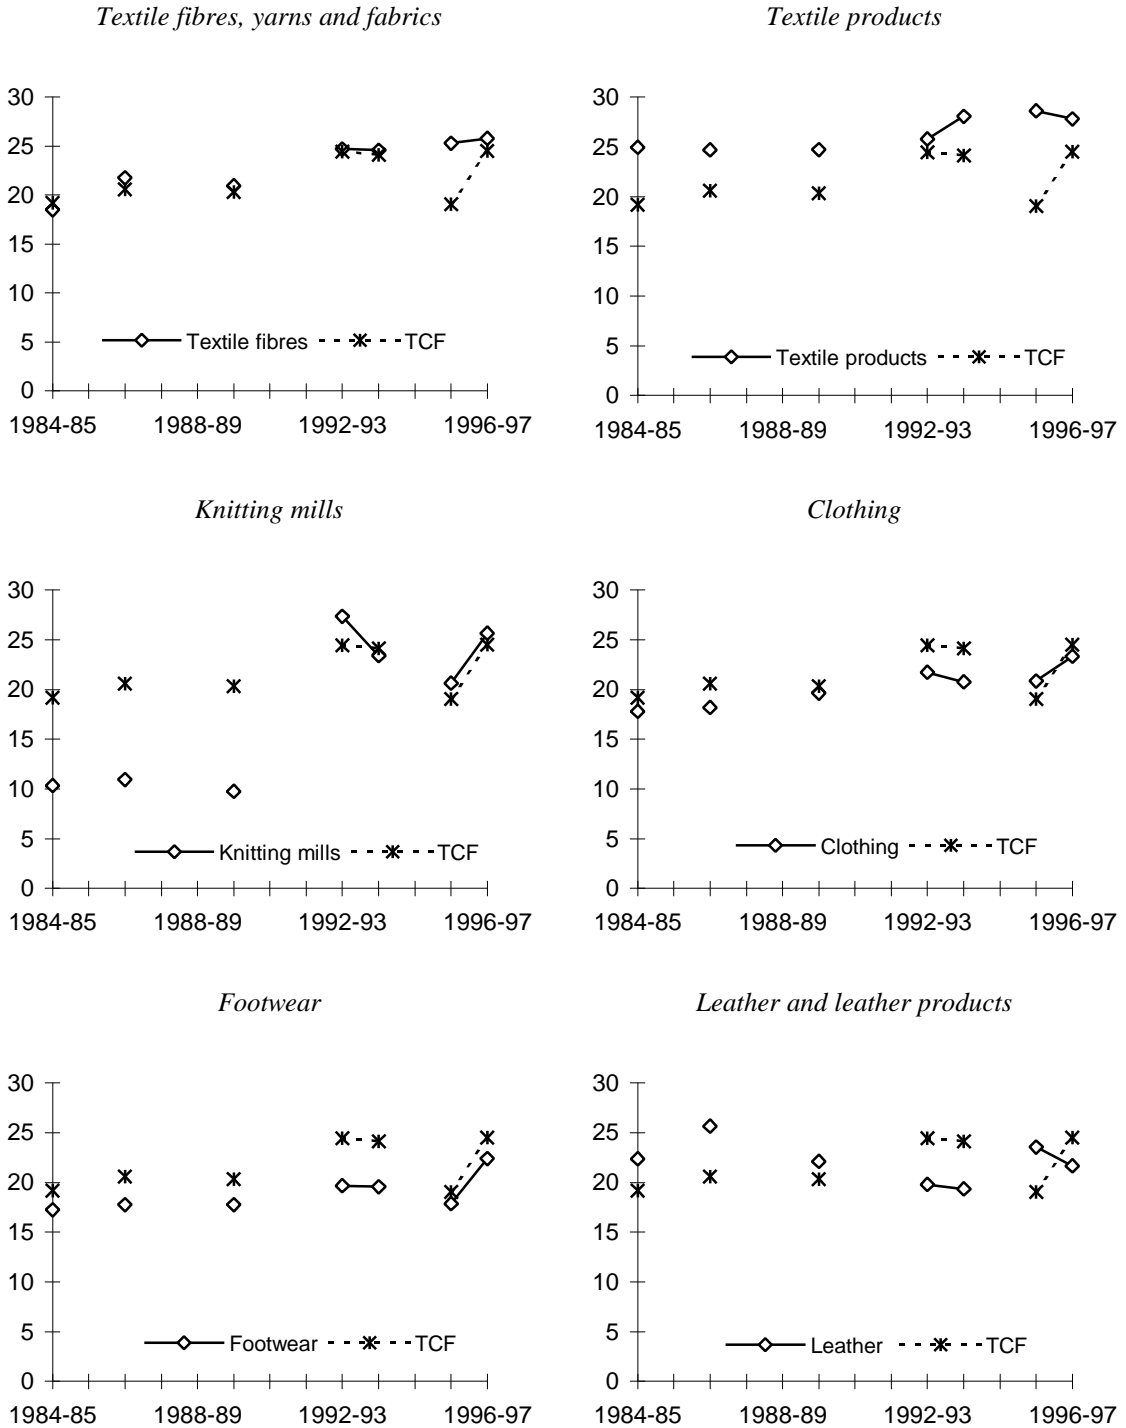 Textile fibres, yarns and fabrics
30
25
20
15
10
5
0
Textile fibres TCF
1984-85 1988-89 1992-93 1996-97
Textile products
30
25
20
15
10
5
0
Textile products TCF
1984-85 1988-89 1992-93 1996-97
Knitting mills
30
25
20
15
10
5
0
Knitting mills TCF
1984-85 1988-89 1992-93 1996-97
Clothing
30
25
20
15
10
5
0
Clothing TCF
1984-85 1988-89 1992-93 1996-97
Footwear
30
25
20
15
10
5
0
Footwear TCF
1984-85 1988-89 1992-93 1996-97
Leather and leather products
30
25
20
15
10
5
0
Leather TCF
1984-85 1988-89 1992-93 1996-97